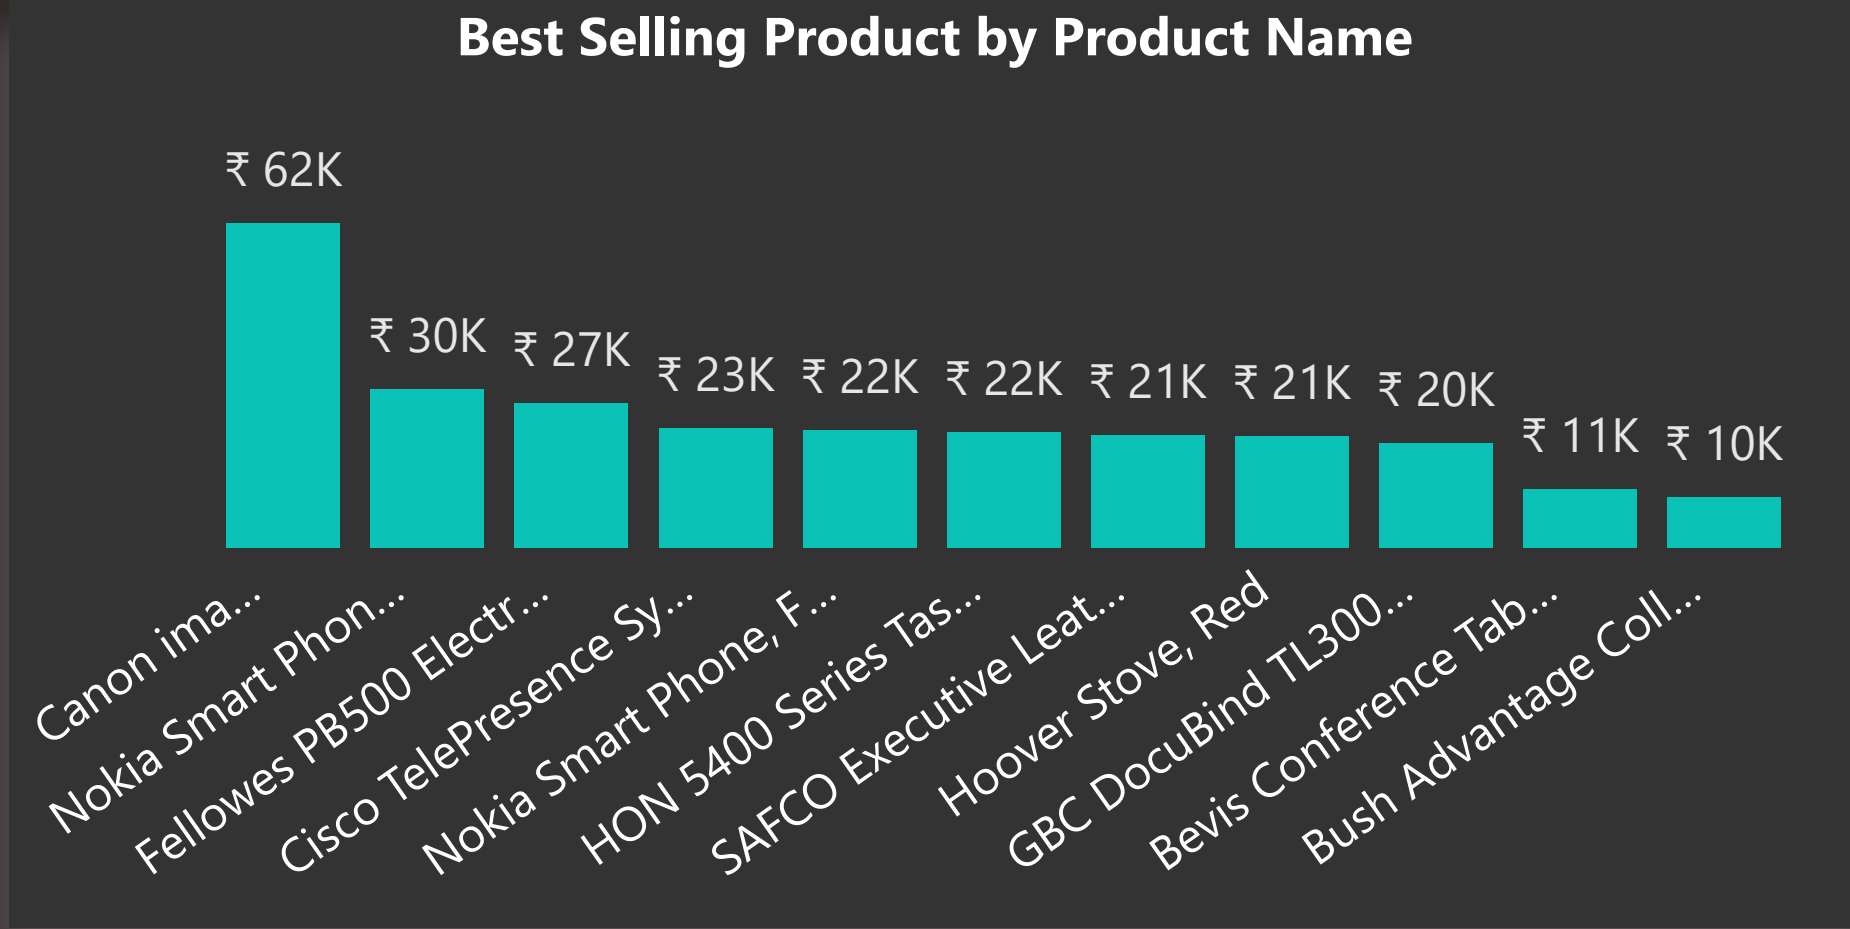 Best Selling Product by Product Name
₹ 62K
₹ 30K
₹ 27K
₹ 23K
₹ 22K
₹ 22K
₹ 21K
₹ 21K
₹ 20K
₹ 11K
₹ 10K
Canon ima...
Nokia Smart Phon...
Fellowes PB500 Electr...
Cisco TelePresence Sy...
Nokia Smart Phone, F...
HON 5400 Series Tas...
SAFCO Executive Leat...
Hoover Stove, Red
GBC DocuBind TL300...
Bevis Conference Tab...
Bush Advantage Coll...